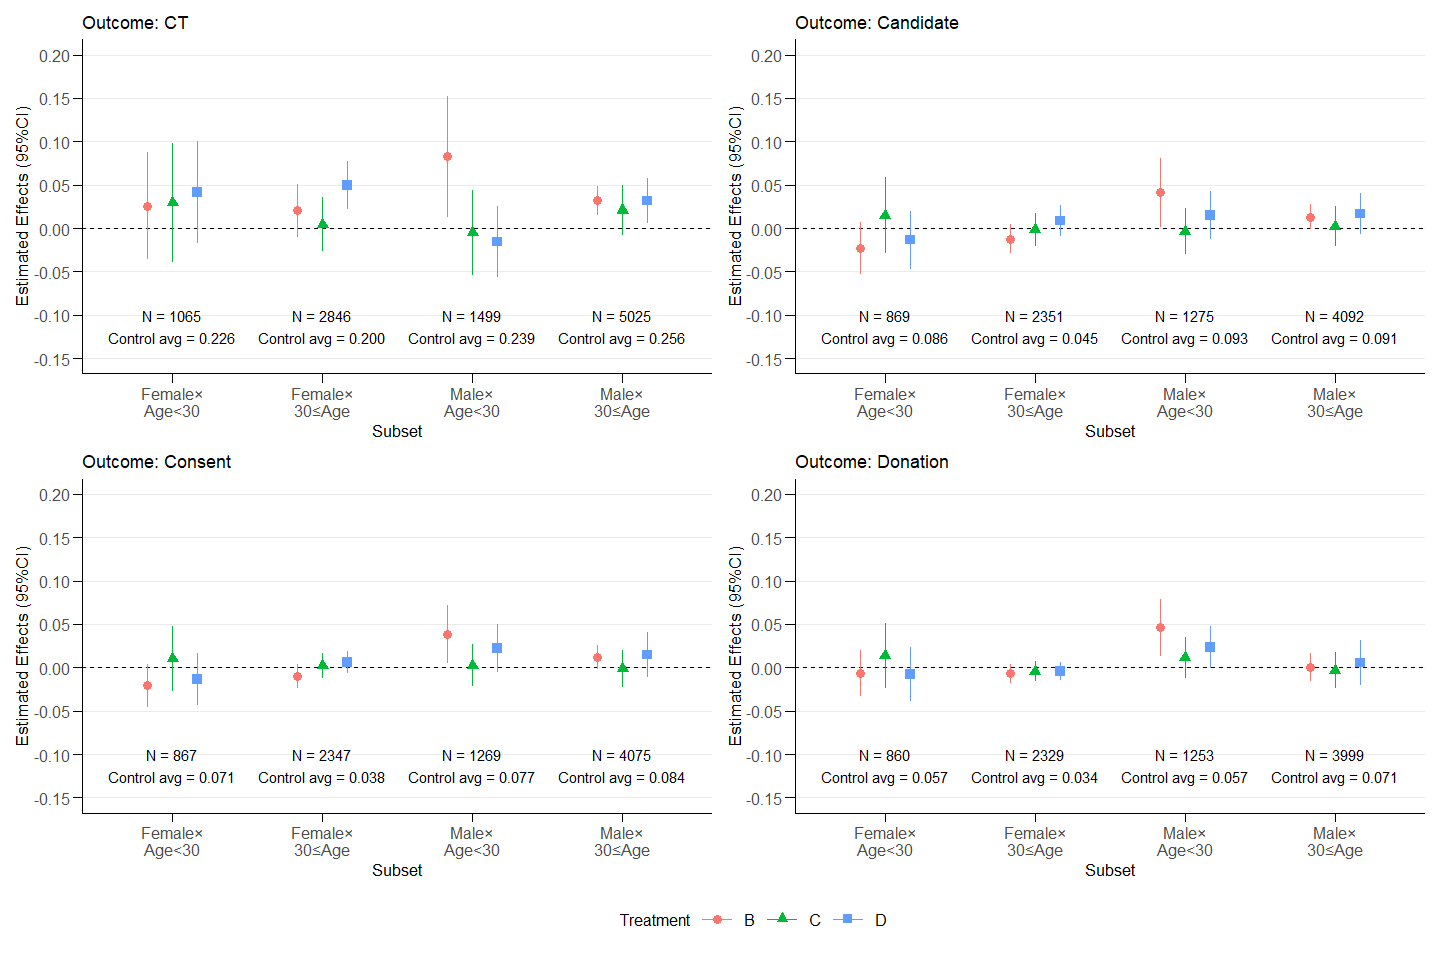 Outcome: CT
Estimated Effects (95%CI)
0.20
0.15
0.10
0.05
0.00
-0.05
-0.10
-0.15
N = 1065
N = 2846
N = 1499
N = 5025
Control avg = 0.226
Control avg = 0.200
Control avg = 0.239
Control avg = 0.256
Female×
Age<30
Female×
30≤Age
Male×
Age<30
Male×
30≤Age
Subset
Outcome: Candidate
Estimated Effects (95%CI)
0.20
0.15
0.10
0.05
0.00
-0.05
-0.10
-0.15
N = 869
N = 2351
N = 1275
N = 4092
Control avg = 0.086
Control avg = 0.045
Control avg = 0.093
Control avg = 0.091
Female×
Age<30
Female×
30≤Age
Male×
Age<30
Male×
30≤Age
Subset
Outcome: Consent
Estimated Effects (95%CI)
0.20
0.15
0.10
0.05
0.00
-0.05
-0.10
-0.15
N = 867
N = 2347
N = 1269
N = 4075
Control avg = 0.071
Control avg = 0.038
Control avg = 0.077
Control avg = 0.084
Female×
Age<30
Female×
30≤Age
Male×
Age<30
Male×
30≤Age
Subset
Outcome: Donation
Estimated Effects (95%CI)
0.20
0.15
0.10
0.05
0.00
-0.05
-0.10
-0.15
N = 860
N = 2329
N = 1253
N = 3999
Control avg = 0.057
Control avg = 0.034
Control avg = 0.057
Control avg = 0.071
Female×
Age<30
Female×
30≤Age
Male×
Age<30
Male×
30≤Age
Subset
Treatment B C D